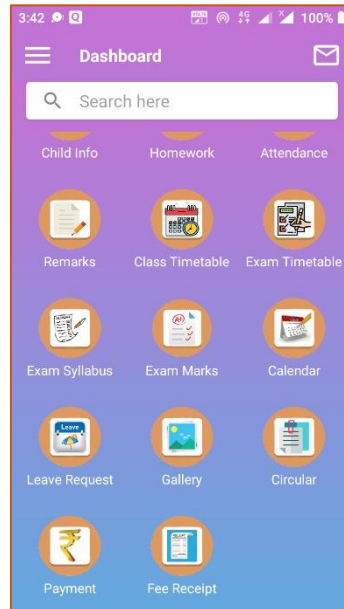 3:42 4G 100%
Dashboard
Search here
Child Info Homework Attendance
Remarks Class Timetable Exam Timetable
Exam Syllabus Exam Marks Calendar
Leave
Leave Request Gallery Circular
Payment Fee Receipt